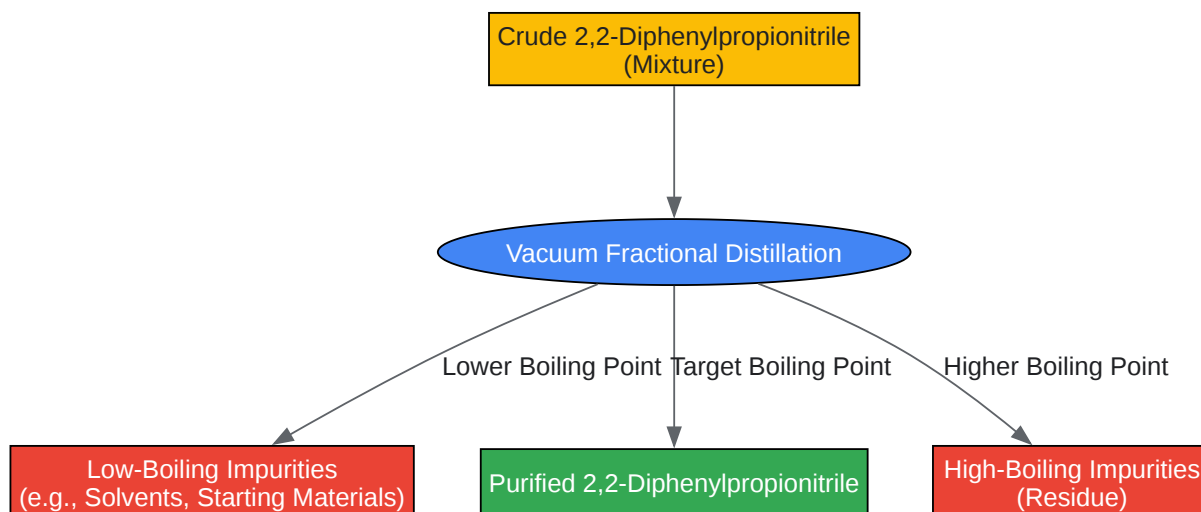 Crude 2,2-Diphenylpropionitrile
(Mixture)
Vacuum Fractional Distillation
Lower Boiling Point
Target Boiling Point
Higher Boiling Point
Low-Boiling Impurities
(e.g., Solvents, Starting Materials)
Purified 2,2-Diphenylpropionitrile
High-Boiling Impurities
(Residue)